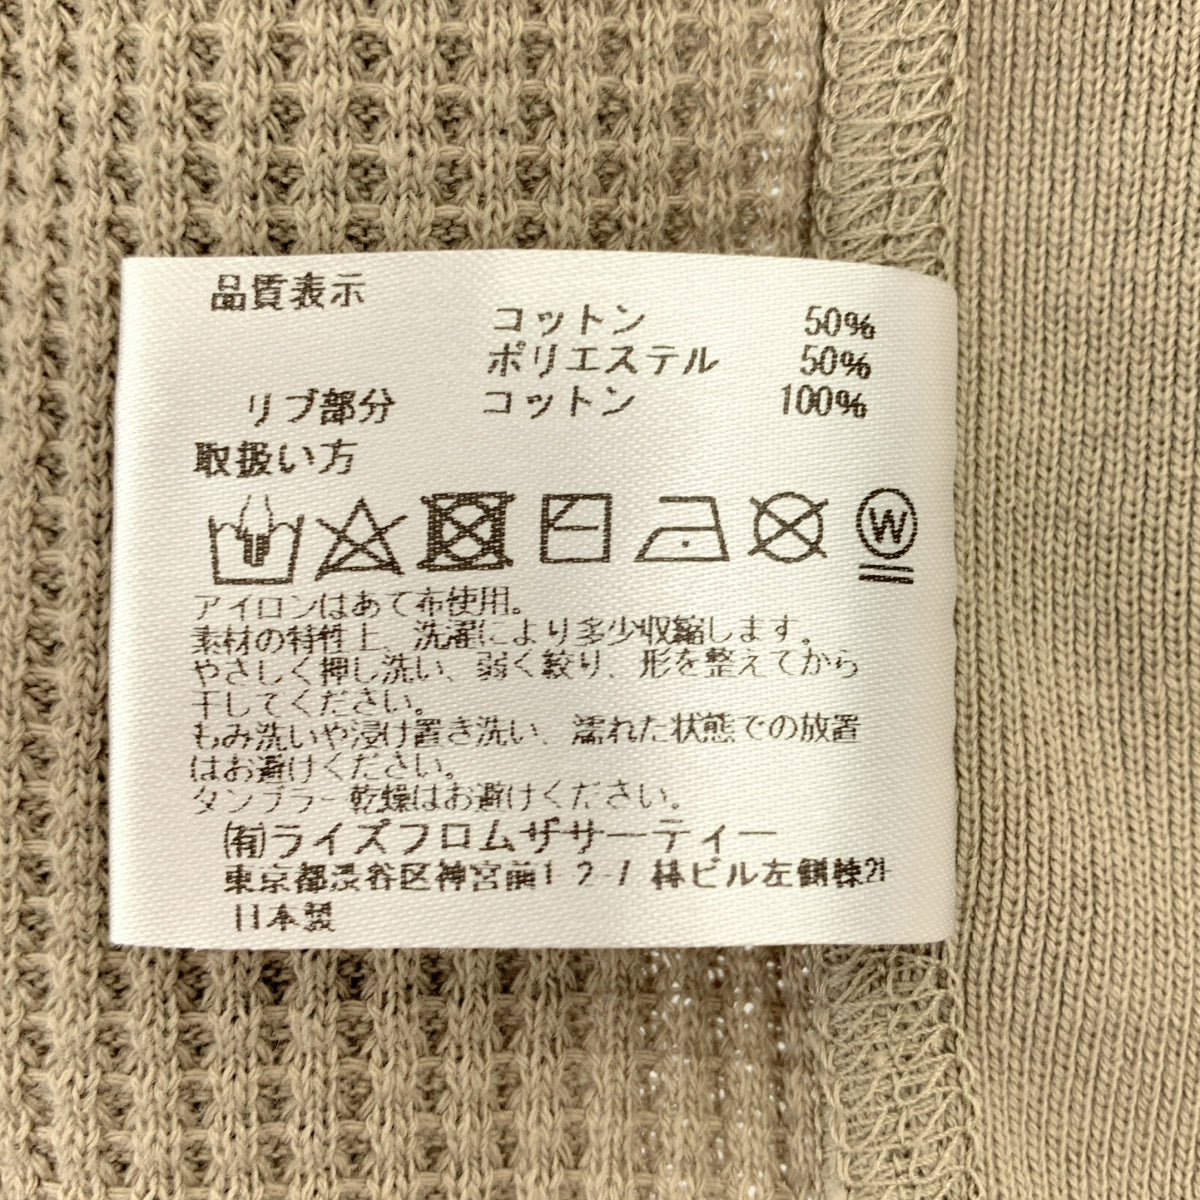 品質表示
コットン 50%
ポリエステル 50%
リブ部分 コットン 100%
取扱い方
W
アイロンはあて布使用。
素材の特性上、洗濯により多少収縮します。
やさしく押し洗い、弱く絞り、形を整えてから
干してください。
もみ洗いや浸け置き洗い、濡れた状態での放置
はお避けください。
タンブラー乾燥はお避けください。
(有)ライズフロムザサーティー
東京都渋谷区神宮前1-2-7 林ビル左
日本製